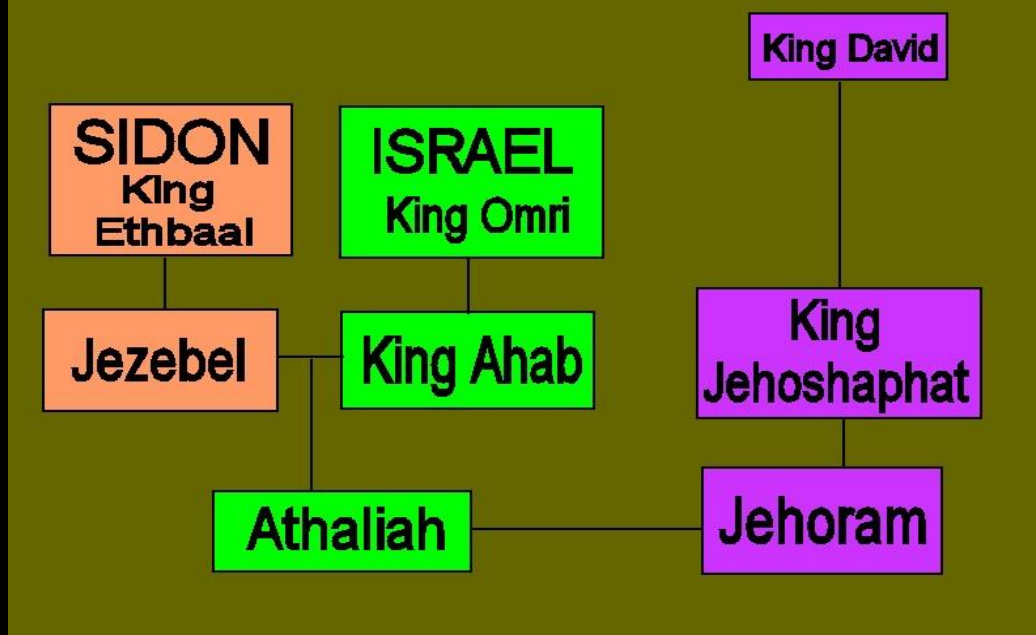 King David
SIDON
King
Ethbaal
ISRAEL
King Omri
Jezebel
King Ahab
King
Jehoshaphat
Athaliah
Jehoram